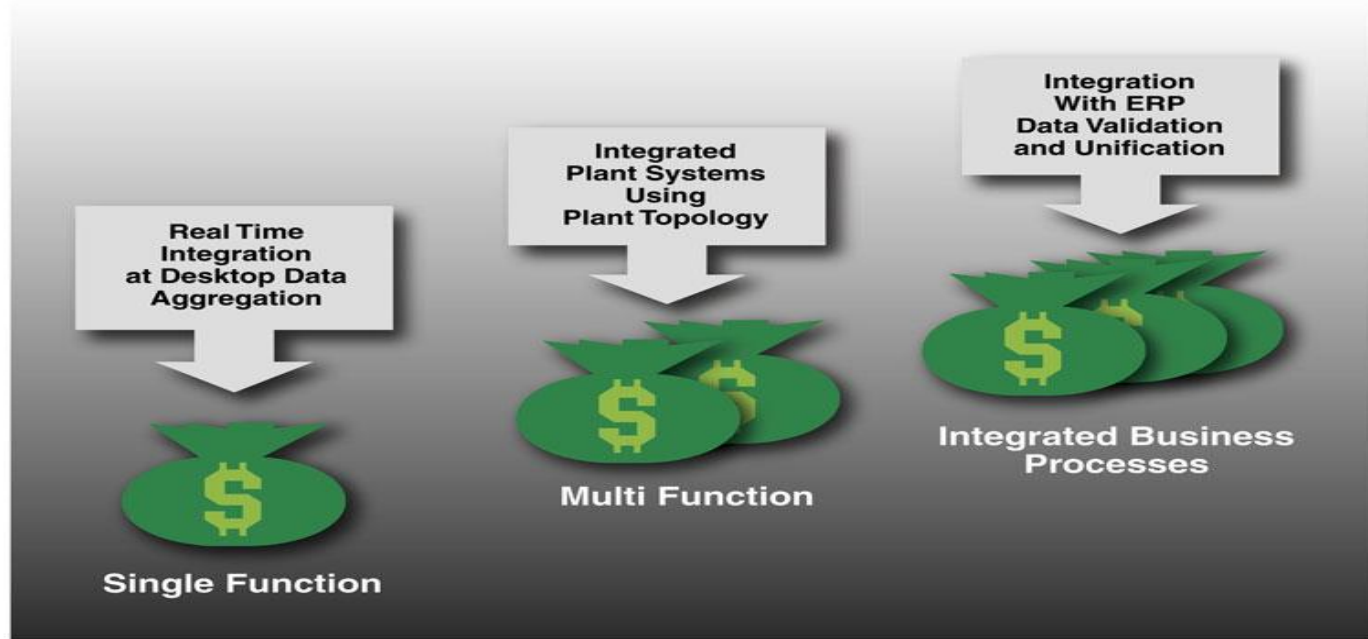 Real Time
Integration
at Desktop Data
Aggregation
$
Single Function
Integrated
Plant Systems
Using
Plant Topology
$
$
Multi Function
Integration
With ERP
Data Validation
and Unification
$
$
$
Integrated Business
Processes